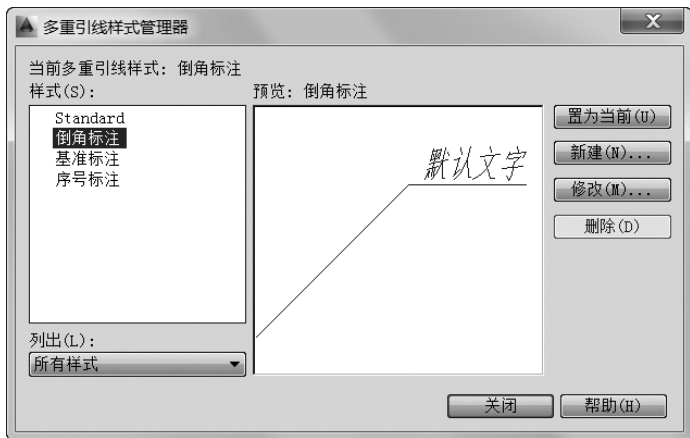 多重引线样式管理器
当前多重引线样式: 倒角标注
样式(S):
Standard
倒角标注
基准标注
序号标注
列出(L):
所有样式
预览: 倒角标注
默认文字
置为当前(U)
新建(N)...
修改(M)...
删除(D)
关闭
帮助(H)